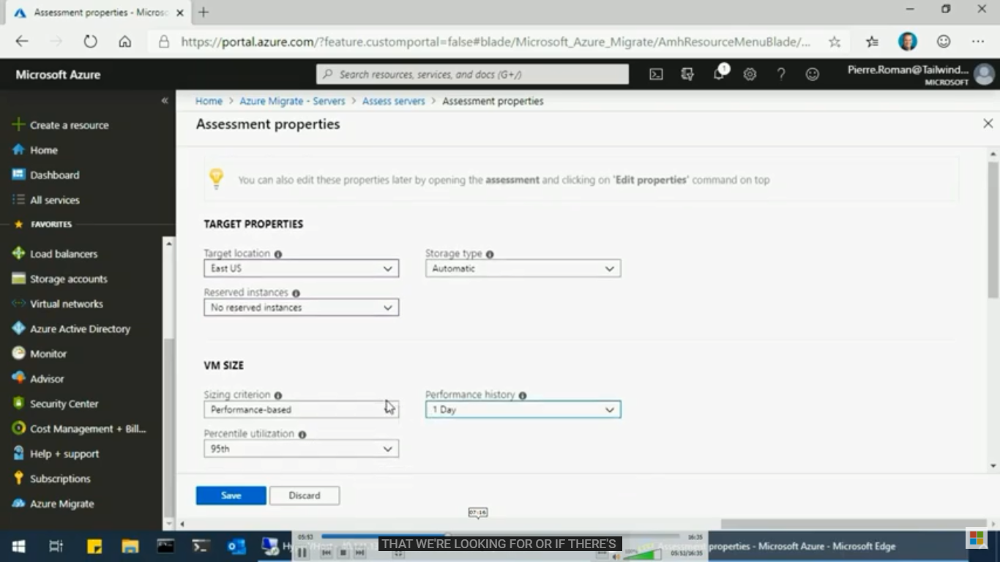 Assessment properties - Micros
https://portal.azure.com/?feature.customportal=false#blade/Microsoft_Azure_Migrate/AmhResourceMenuBlade/...
Microsoft Azure
Search resources, services, and docs (G+/)
1
Pierre.Roman@Tailwind...
MICROSOFT
Home > Azure Migrate - Servers > Assess servers > Assessment properties
Assessment properties
Create a resource
Home
Dashboard
All services
FAVORITES
Load balancers
Storage accounts
Virtual networks
Azure Active Directory
Monitor
Advisor
Security Center
Cost Management + Bill...
Help + support
Subscriptions
Azure Migrate
You can also edit these properties later by opening the assessment and clicking on 'Edit properties' command on top
TARGET PROPERTIES
Target location
East US
Storage type
Automatic
Reserved instances
No reserved instances
VM SIZE
Sizing criterion
Performance-based
Performance history
1 Day
Percentile utilization
95th
Save
Discard
07:16
05:53
16:35
THAT WE'RE LOOKING FOR OR IF THERE'S
properties - Microsoft Azure - Microsoft Edge
05:53/16:35